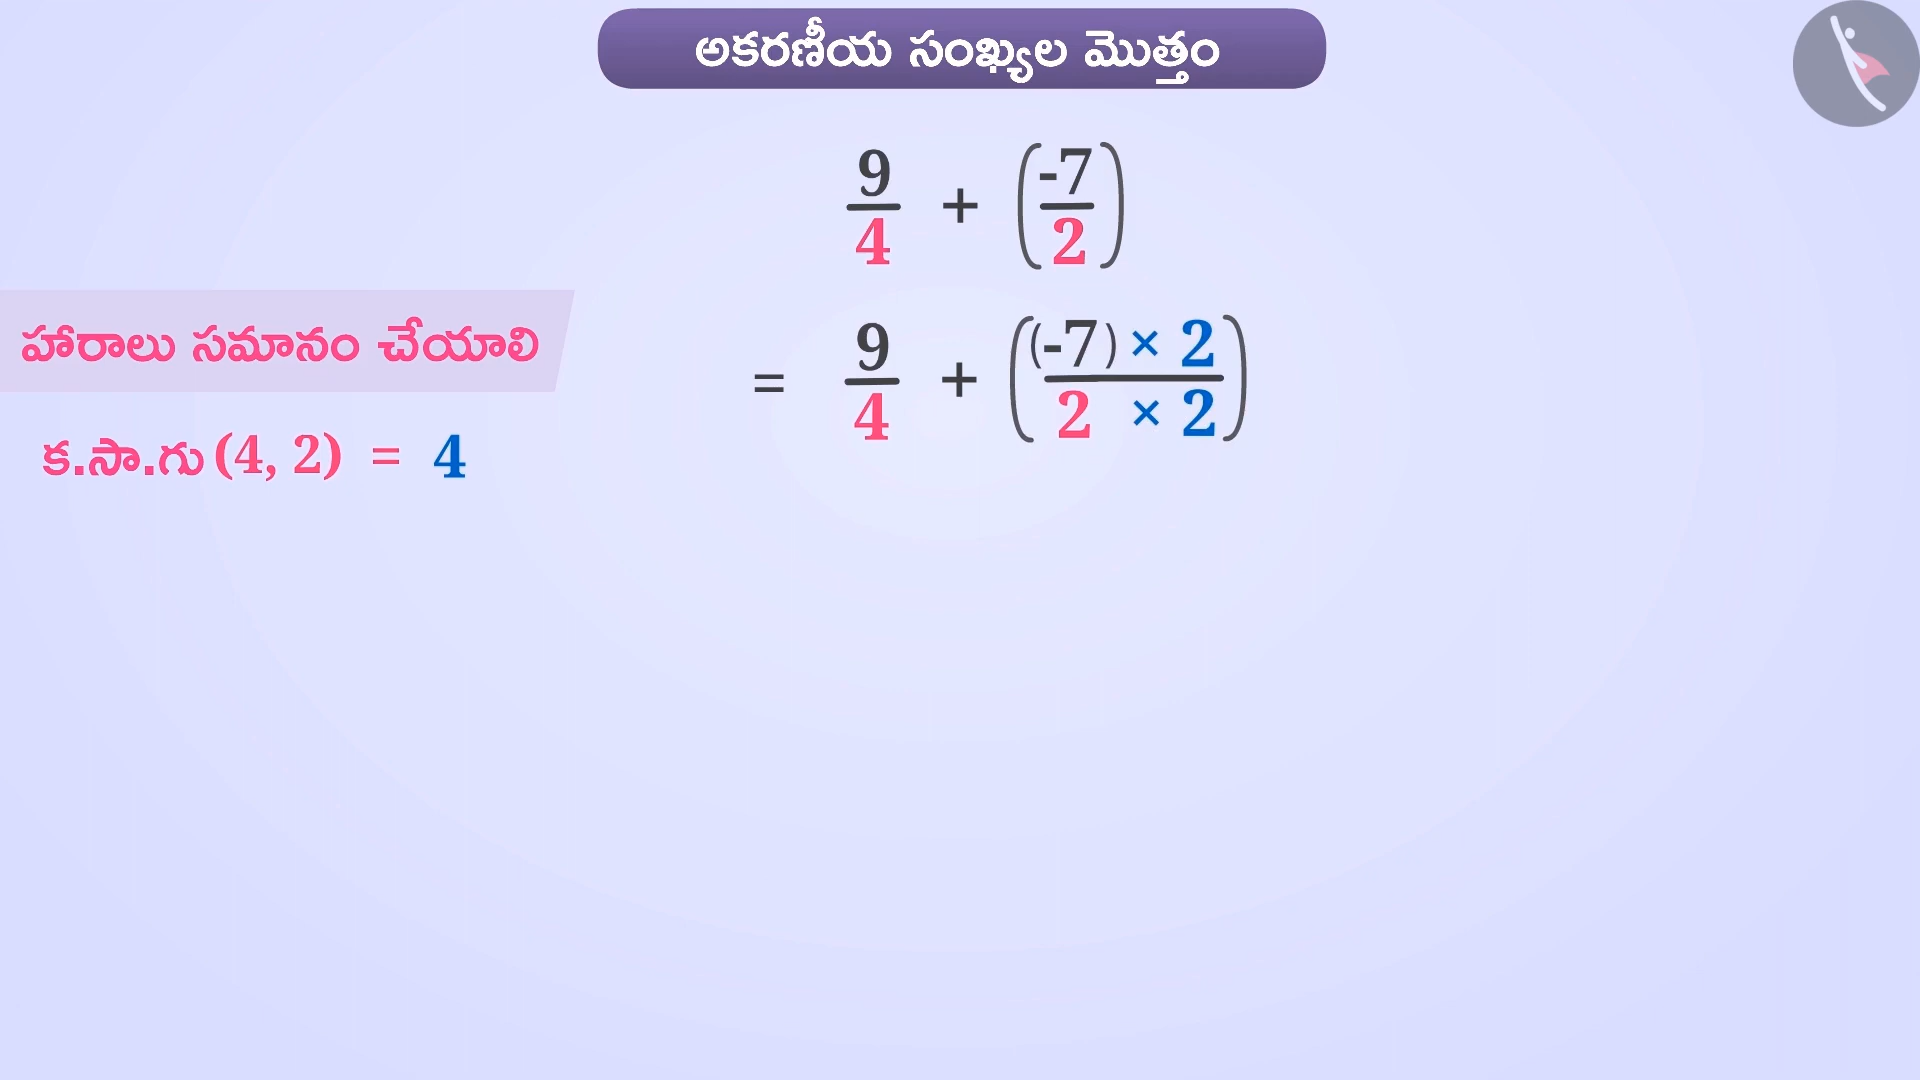 అకరణీయ సంఖ్యల మొత్తం
9/4 + (-7/2)
హారాలు సమానం చేయాలి
= 9/4 + ((-7) × 2 / 2 × 2)
క.సా.గు (4, 2) = 4